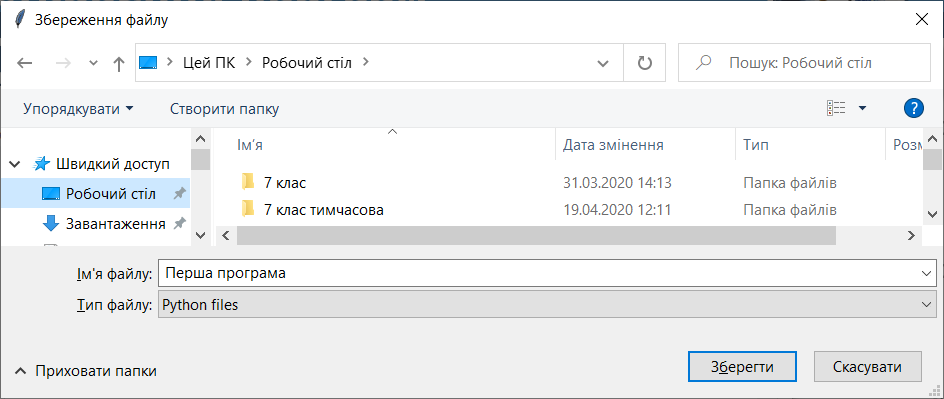 Збереження файлу
Цей ПК
Робочий стіл
Пошук: Робочий стіл
Упорядкувати
Створити папку
Швидкий доступ
Робочий стіл
Завантаження
Ім'я
Дата змінення
Тип
Розм
7 клас
31.03.2020 14:13
Папка файлів
7 клас тимчасова
19.04.2020 12:11
Папка файлів
Ім'я файлу:
Перша програма
Тип файлу:
Python files
Приховати папки
Зберегти
Скасувати